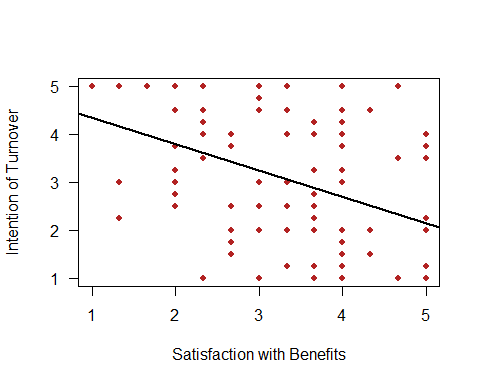 Intention of Turnover
5
4
3
2
1
1 2 3 4 5
Satisfaction with Benefits